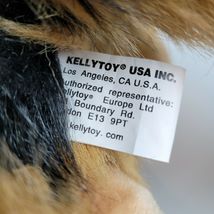 KELLYTOY® USA INC.
Los Angeles, CA U.S.A.
uthorized representative:
ellytoy® Europe Ltd
Boundary Rd.
don E13 9PT
kellytoy.com